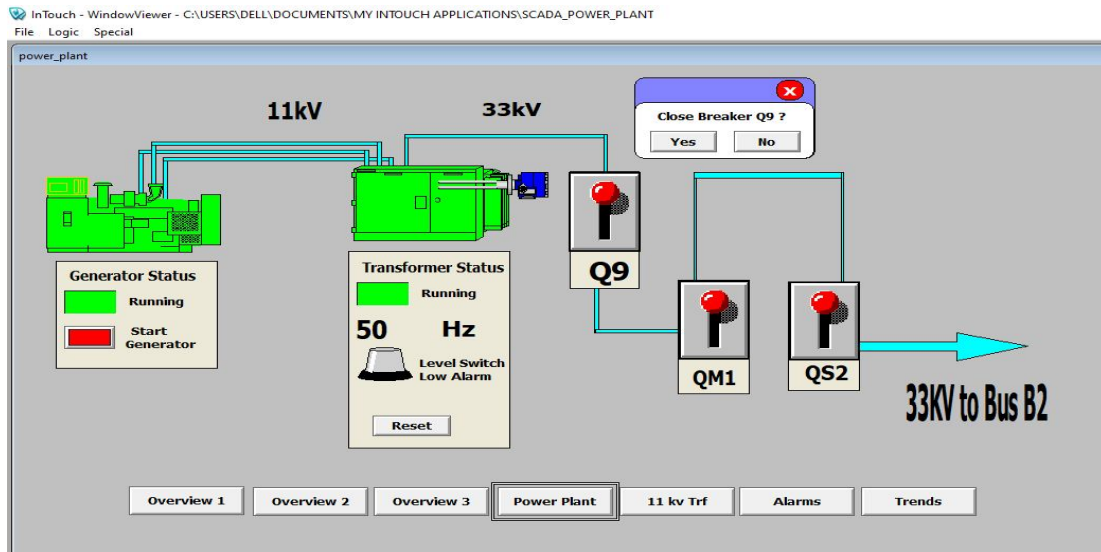 InTouch - WindowViewer - C:\USERS\DELL\DOCUMENTS\MY INTOUCH APPLICATIONS\SCADA_POWER_PLANT
File Logic Special
power_plant
11kV
33kV
Close Breaker Q9 ?
Yes No
Q9
Generator Status
Running
Start
Generator
Transformer Status
Running
50 Hz
Level Switch
Low Alarm
Reset
QM1
QS2
33KV to Bus B2
Overview 1 Overview 2 Overview 3 Power Plant 11 kv Trf Alarms Trends